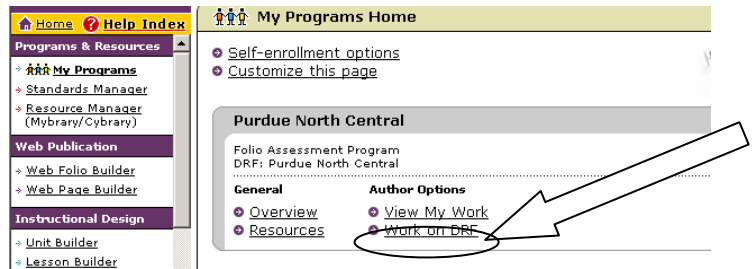 Home Help Index
Programs & Resources
My Programs
Standards Manager
Resource Manager
(Mybrary/Cybrary)
Web Publication
Web Folio Builder
Web Page Builder
Instructional Design
Unit Builder
Lesson Builder
My Programs Home
Self-enrollment options
Customize this page
Purdue North Central
Folio Assessment Program
DRF: Purdue North Central
General Author Options
Overview View My Work
Resources Work on DRF